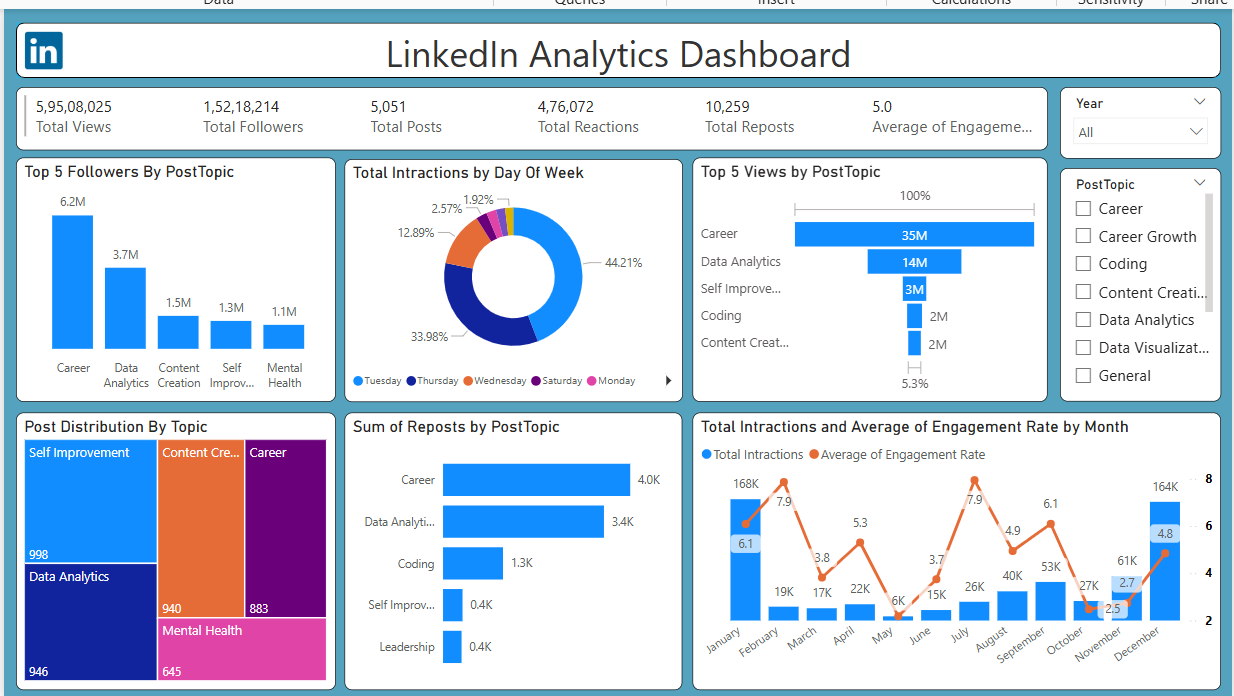 Data Queries Insert Calculations Sensitivity Share
in
LinkedIn Analytics Dashboard
5,95,08,025
Total Views
1,52,18,214
Total Followers
5,051
Total Posts
4,76,072
Total Reactions
10,259
Total Reposts
5.0
Average of Engageme...
Year
All
Top 5 Followers By PostTopic
6.2M
3.7M
1.5M
1.3M
1.1M
Career
Data
Analytics
Content
Creation
Self
Improv...
Mental
Health
Total Intractions by Day Of Week
1.92%
2.57%
12.89%
44.21%
33.98%
Tuesday Thursday Wednesday Saturday Monday
Top 5 Views by PostTopic
100%
Career 35M
Data Analytics 14M
Self Improve... 3M
Coding 2M
Content Creat... 2M
5.3%
PostTopic
Career
Career Growth
Coding
Content Creati...
Data Analytics
Data Visualizat...
General
Post Distribution By Topic
Self Improvement
998
Data Analytics
946
Content Cre...
940
Career
883
Mental Health
645
Sum of Reposts by PostTopic
Career 4.0K
Data Analyti... 3.4K
Coding 1.3K
Self Improv... 0.4K
Leadership 0.4K
Total Intractions and Average of Engagement Rate by Month
Total Intractions Average of Engagement Rate
168K 19K 17K 22K 6K 15K 26K 40K 53K 27K 61K 164K
6.1 7.9 3.8 5.3 3.7 7.9 4.9 6.1 2.5 2.7 4.8
8
6
4
2
January February March April May June July August September October November December